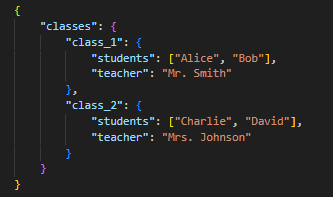 {
    "classes": {
        "class_1": {
            "students": ["Alice", "Bob"],
            "teacher": "Mr. Smith"
        },
        "class_2": {
            "students": ["Charlie", "David"],
            "teacher": "Mrs. Johnson"
        }
    }
}